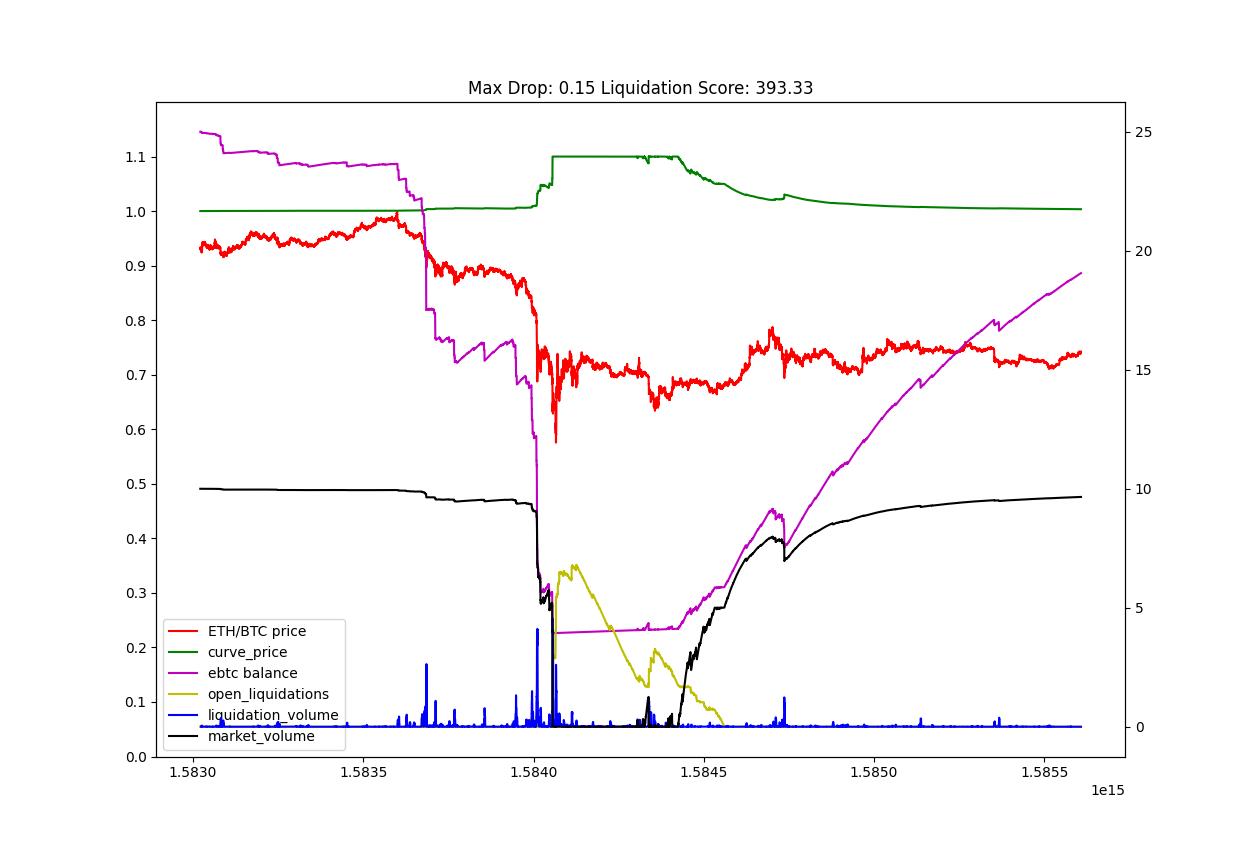 Max Drop: 0.15 Liquidation Score: 393.33
1.1
1.0
0.9
0.8
0.7
0.6
0.5
0.4
0.3
0.2
0.1
0.0
25
20
15
10
5
0
ETH/BTC price
curve_price
ebtc balance
open_liquidations
liquidation_volume
market_volume
1.5830 1.5835 1.5840 1.5845 1.5850 1.5855
1e15